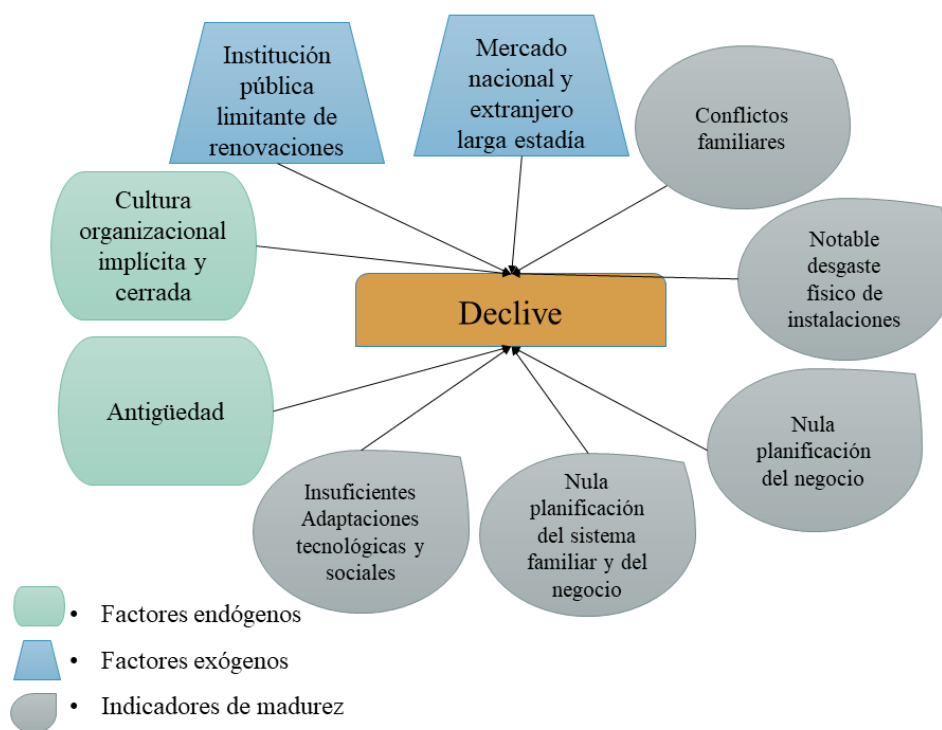 Institución
pública
limitante de
renovaciones
Mercado
nacional y
extranjero
larga estadía
Conflictos
familiares
Cultura
organizacional
implícita y
cerrada
Notable
desgaste
físico de
instalaciones
Declive
Antigüedad
Nula
planificación
del negocio
Insuficientes
Adaptaciones
tecnológicas y
sociales
Nula
planificación
del sistema
familiar y del
negocio
• Factores endógenos
• Factores exógenos
• Indicadores de madurez